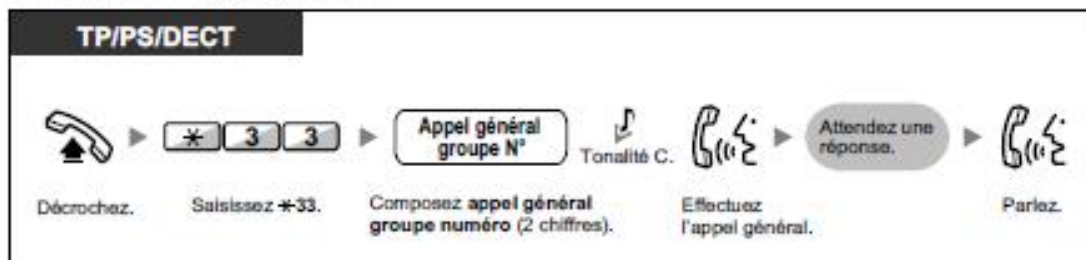 TP/PS/DECT
* 3 3
Appel général
groupe N°
Tonalité C.
Attendez une
réponse.
Décrochez.
Saisissez *33.
Composez appel général
groupe numéro (2 chiffres).
Effectuez
l'appel général.
Parlez.